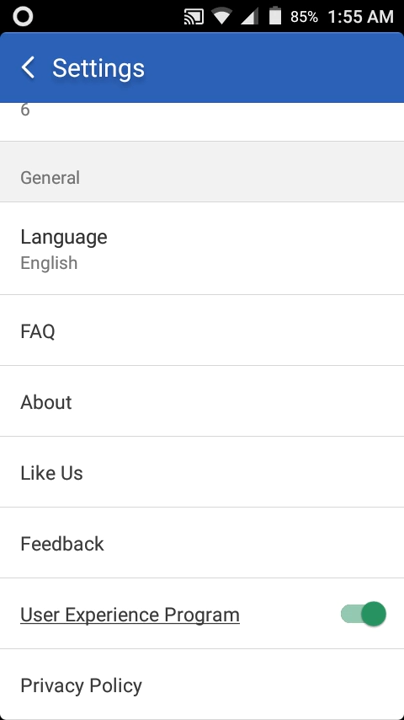 85% 1:55 AM
Settings
6
General
Language
English
FAQ
About
Like Us
Feedback
User Experience Program
Privacy Policy